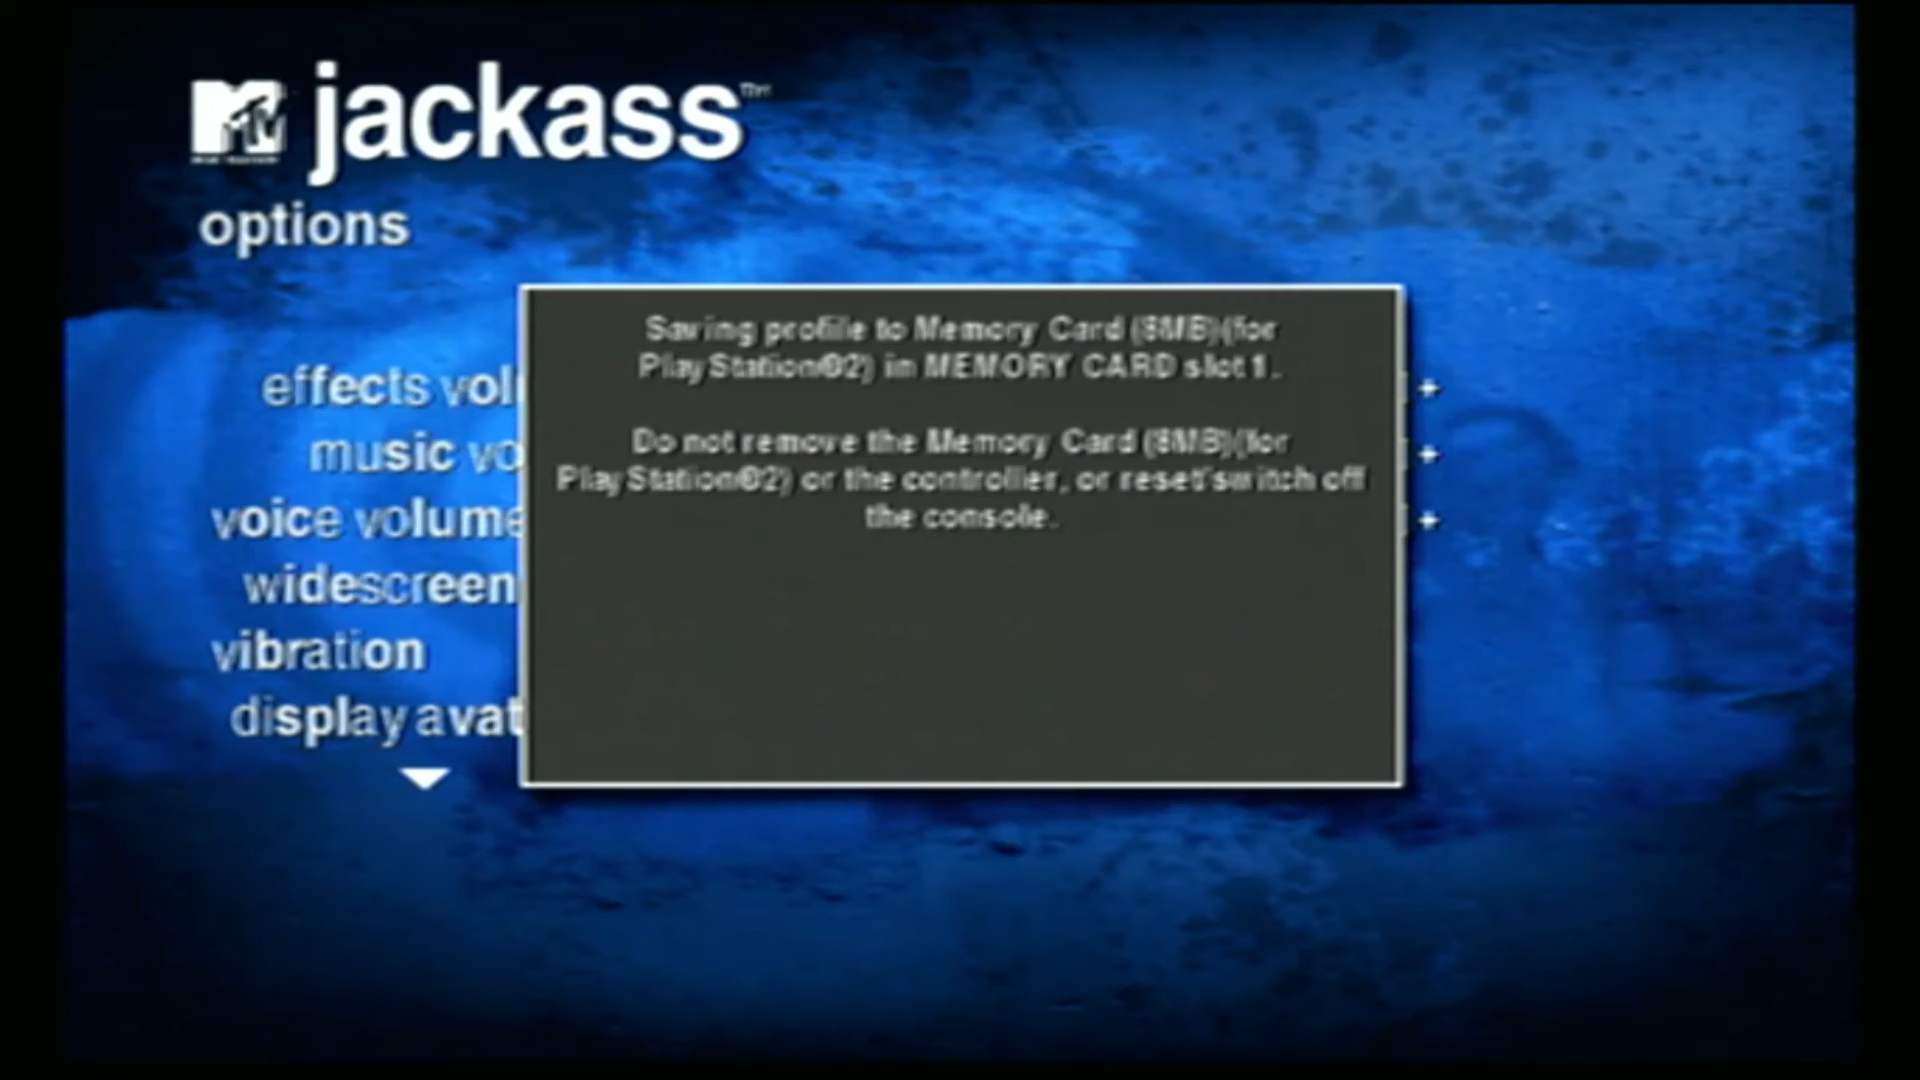 MTV jackass™
options
Saving profile to Memory Card (8MB)(for
PlayStation®2) in MEMORY CARD slot 1.
effects vol
+
Do not remove the Memory Card (8MB)(for
music vo
+
PlayStation®2) or the controller, or reset/switch off
the console.
voice volume
+
widescreen
vibration
display avat